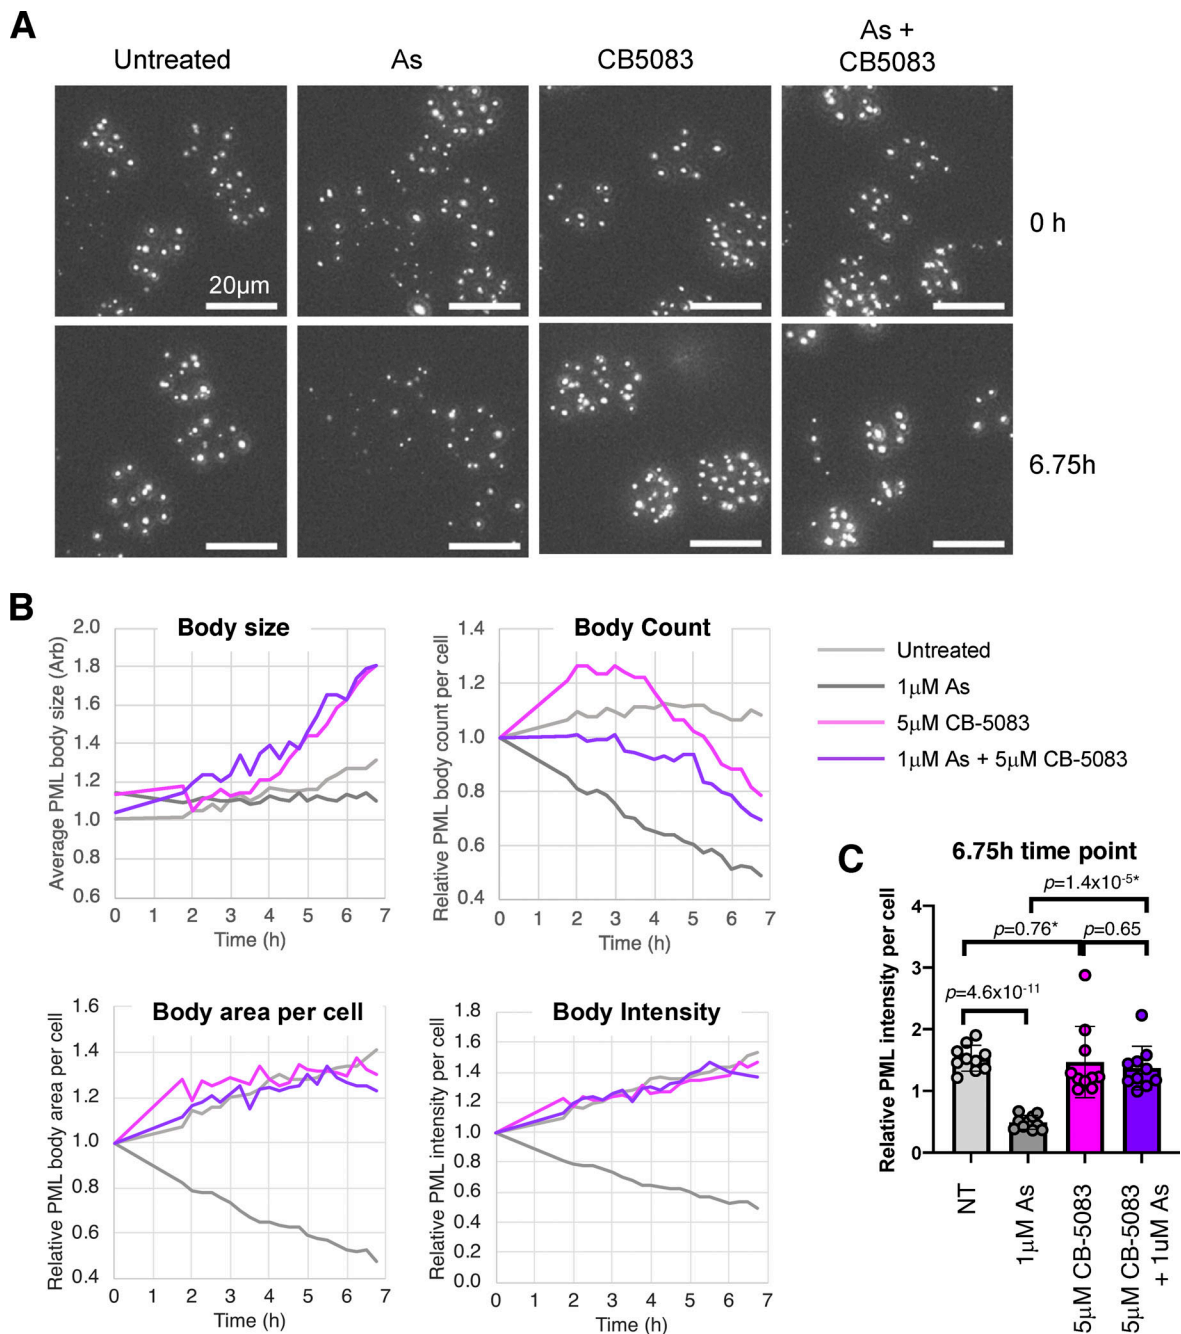 A
Untreated
As
CB5083
As +
CB5083
20µm
0 h
6.75h
B
Body size
Average PML body size (Arb)
2.0
1.8
1.6
1.4
1.2
1.0
0.8
0.6
0 1 2 3 4 5 6 7
Time (h)
Body Count
Relative PML body count per cell
1.4
1.2
1.0
0.8
0.6
0.4
0 1 2 3 4 5 6 7
Time (h)
Untreated
1µM As
5µM CB-5083
1µM As + 5µM CB-5083
Body area per cell
Relative PML body area per cell
1.6
1.4
1.2
1.0
0.8
0.6
0.4
0 1 2 3 4 5 6 7
Time (h)
Body Intensity
Relative PML intensity per cell
1.8
1.6
1.4
1.2
1.0
0.8
0.6
0.4
0.2
0.0
0 1 2 3 4 5 6 7
Time (h)
C
6.75h time point
Relative PML intensity per cell
4
3
2
1
0
p=1.4x10⁻⁵*
p=0.76*
p=0.65
p=4.6x10⁻¹¹
NT
1µM As
5µM CB-5083
5µM CB-5083
+ 1uM As